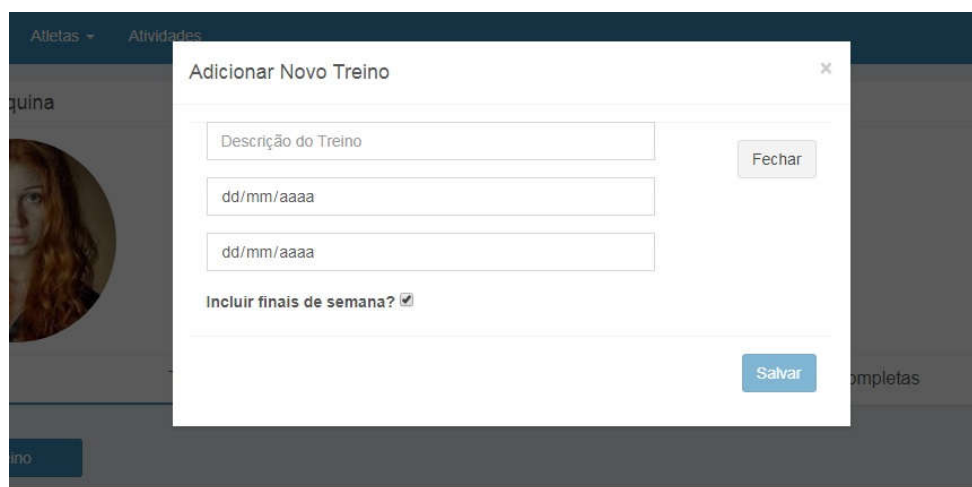 Atletas Atividades
Adicionar Novo Treino ×
quina
Descrição do Treino
Fechar
dd/mm/aaaa
dd/mm/aaaa
Incluir finais de semana?
Salvar
ompletas
ino